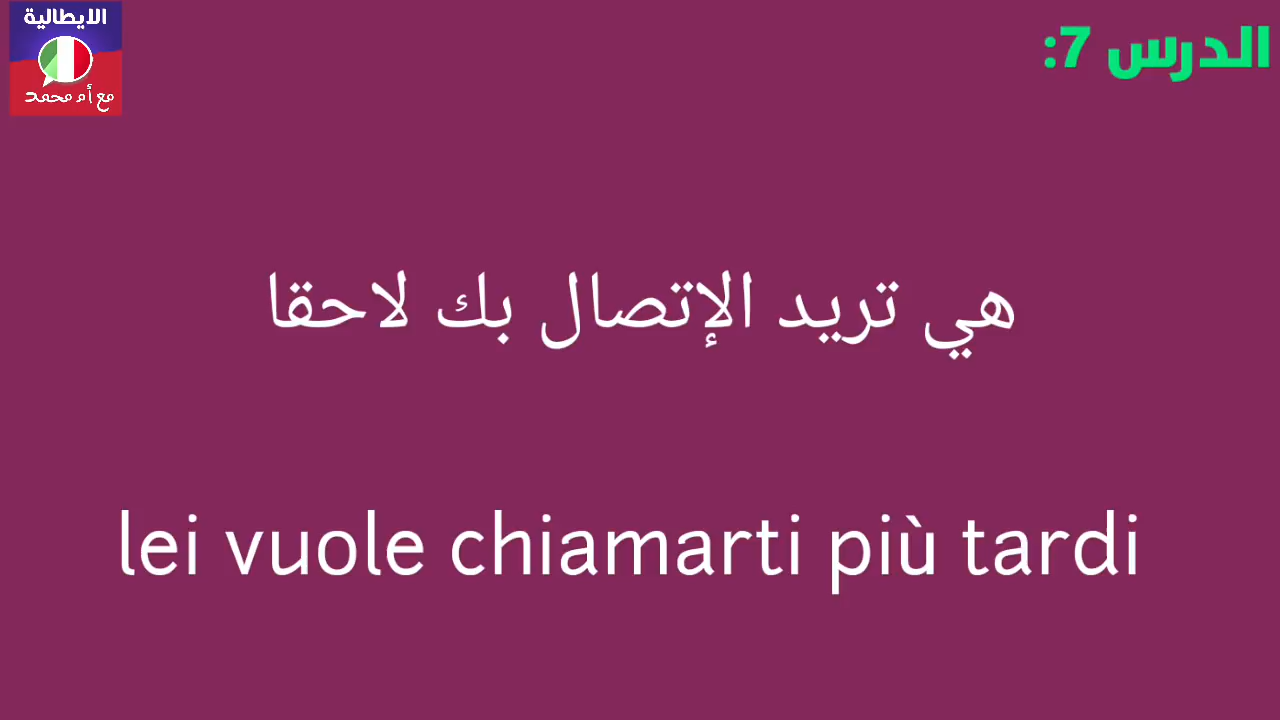 الايطالية
مع أم محمد
الدرس 7:
هي تريد الإتصال بك لاحقا
lei vuole chiamarti più tardi